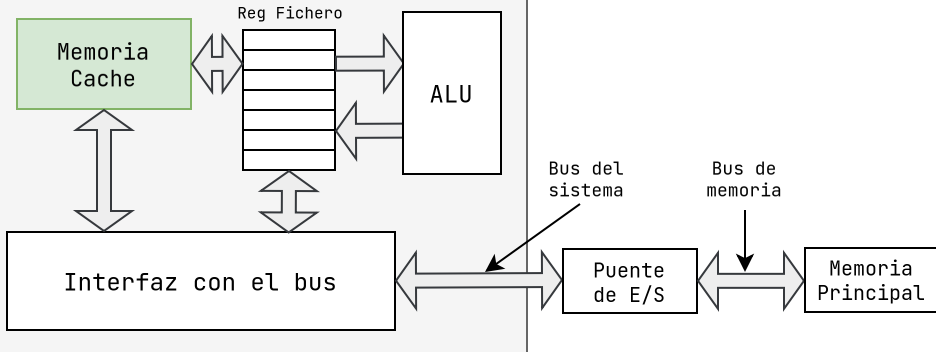 Reg Fichero
Memoria
Cache
ALU
Bus del
sistema
Bus de
memoria
Interfaz con el bus
Puente
de E/S
Memoria
Principal